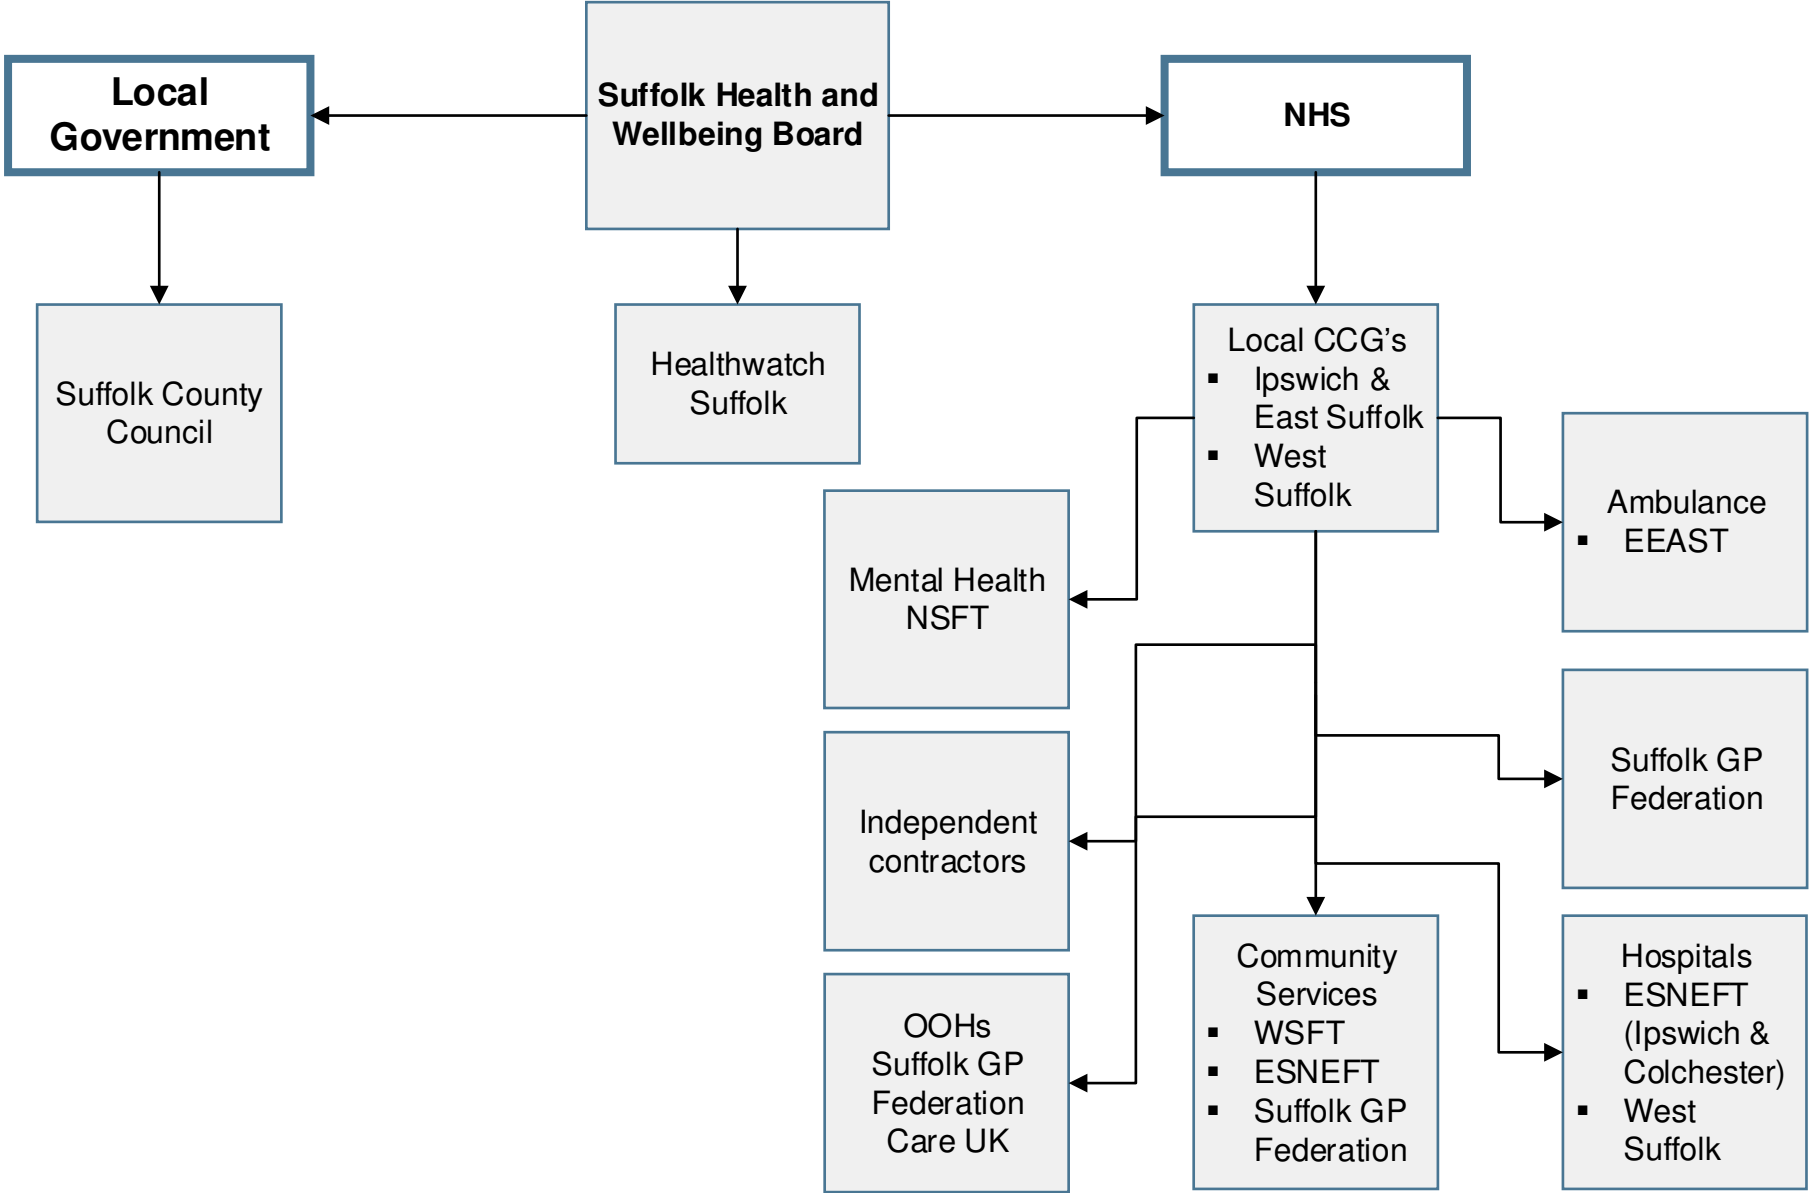 Local
Government
Suffolk Health and
Wellbeing Board
NHS
Suffolk County
Council
Healthwatch
Suffolk
Local CCG’s
▪ Ipswich &
East Suffolk
▪ West
Suffolk
Mental Health
NSFT
Ambulance
▪ EEAST
Independent
contractors
Suffolk GP
Federation
OOHs
Suffolk GP
Federation
Care UK
Community
Services
▪ WSFT
▪ ESNEFT
▪ Suffolk GP
Federation
Hospitals
▪ ESNEFT
(Ipswich &
Colchester)
▪ West
Suffolk